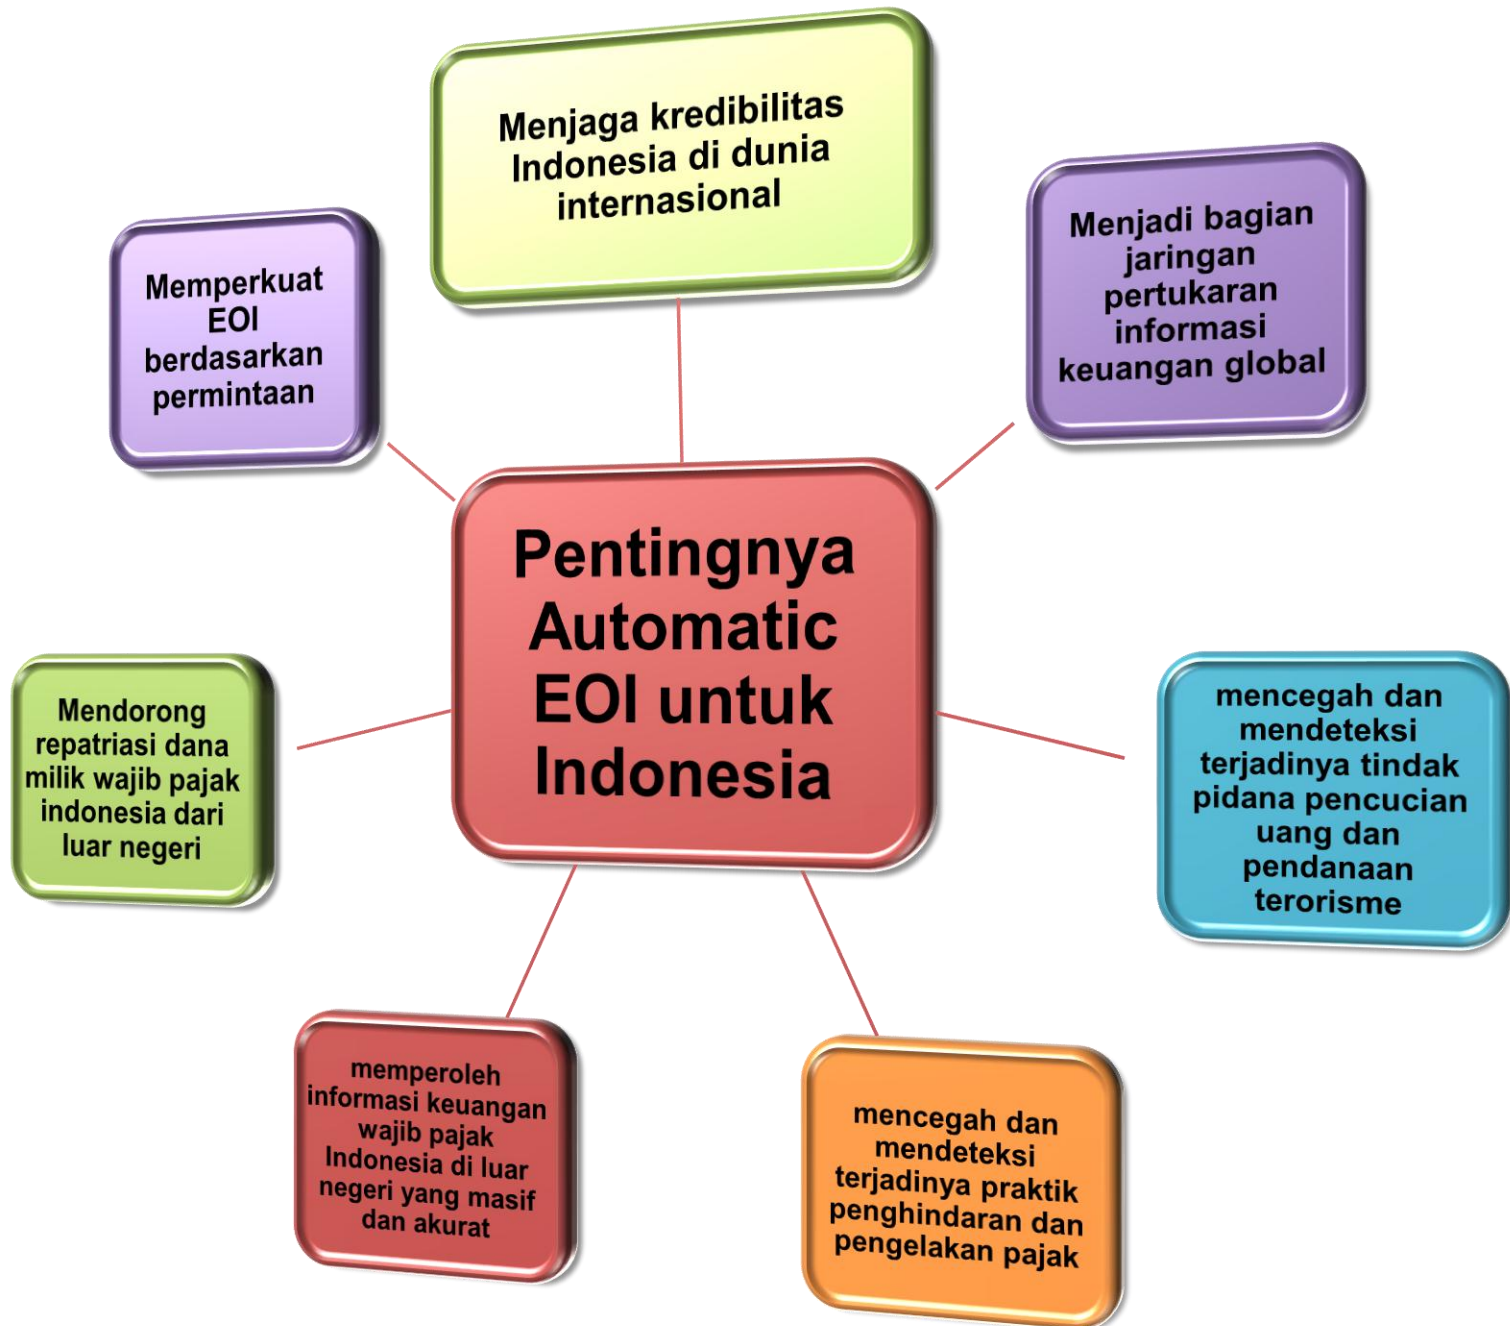 Menjaga kredibilitas
Indonesia di dunia
internasional
Menjadi bagian
jaringan
pertukaran
informasi
keuangan global
Memperkuat
EOI
berdasarkan
permintaan
Pentingnya
Automatic
EOI untuk
Indonesia
Mendorong
repatriasi dana
milik wajib pajak
indonesia dari
luar negeri
mencegah dan
mendeteksi
terjadinya tindak
pidana pencucian
uang dan
pendanaan
terorisme
memperoleh
informasi keuangan
wajib pajak
Indonesia di luar
negeri yang masif
dan akurat
mencegah dan
mendeteksi
terjadinya praktik
penghindaran dan
pengelakan pajak